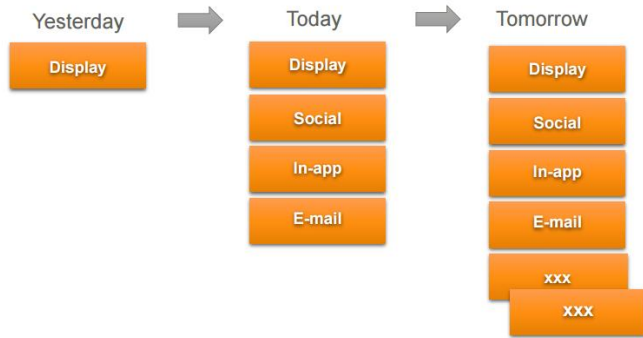 Yesterday
Today
Tomorrow
Display
Display
Social
In-app
E-mail
Display
Social
In-app
E-mail
xxx
xxx